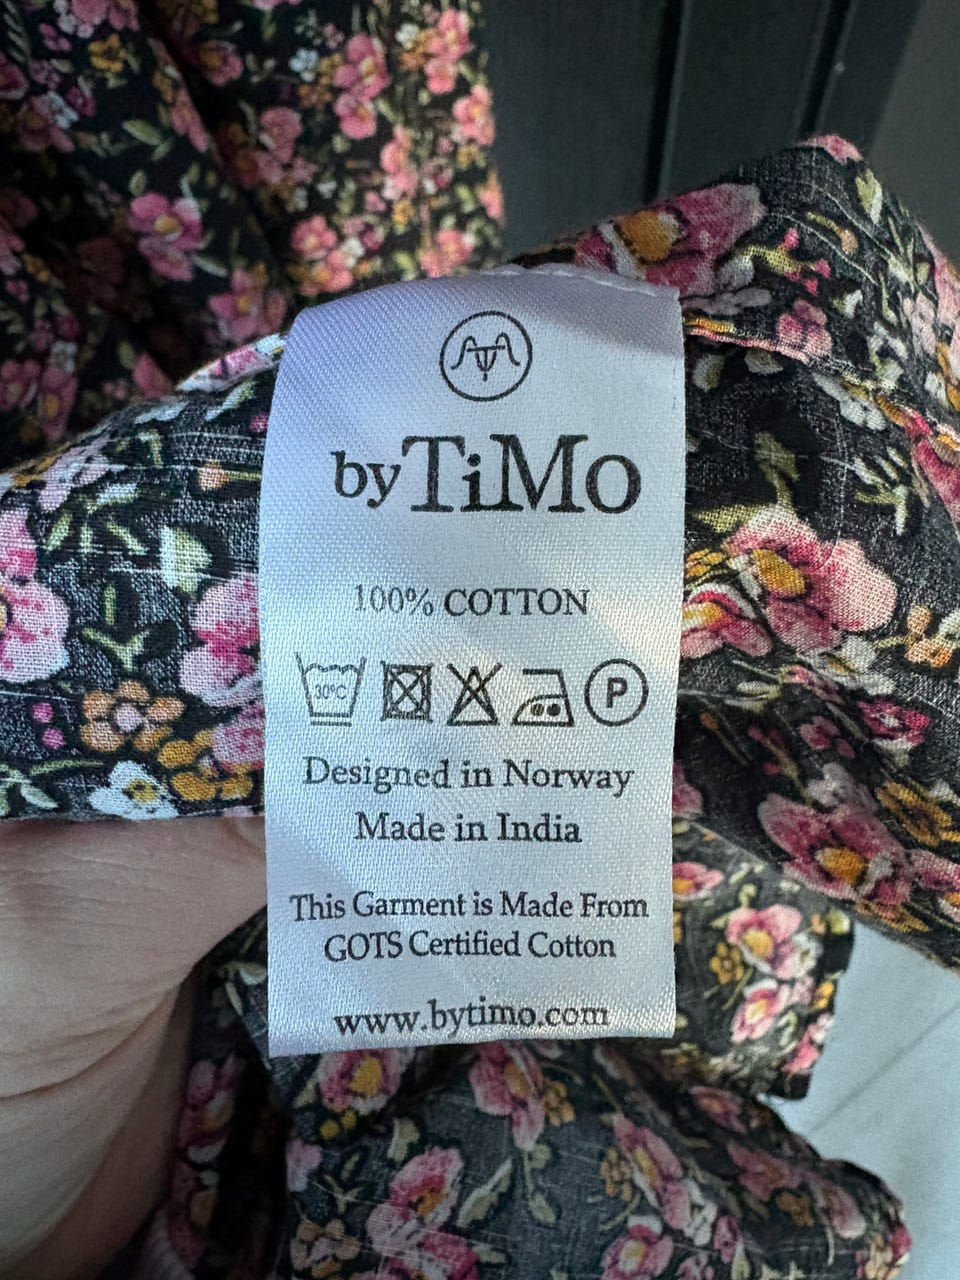 byTiMo
100% COTTON
30°C P
Designed in Norway
Made in India
This Garment is Made From
GOTS Certified Cotton
www.bytimo.com